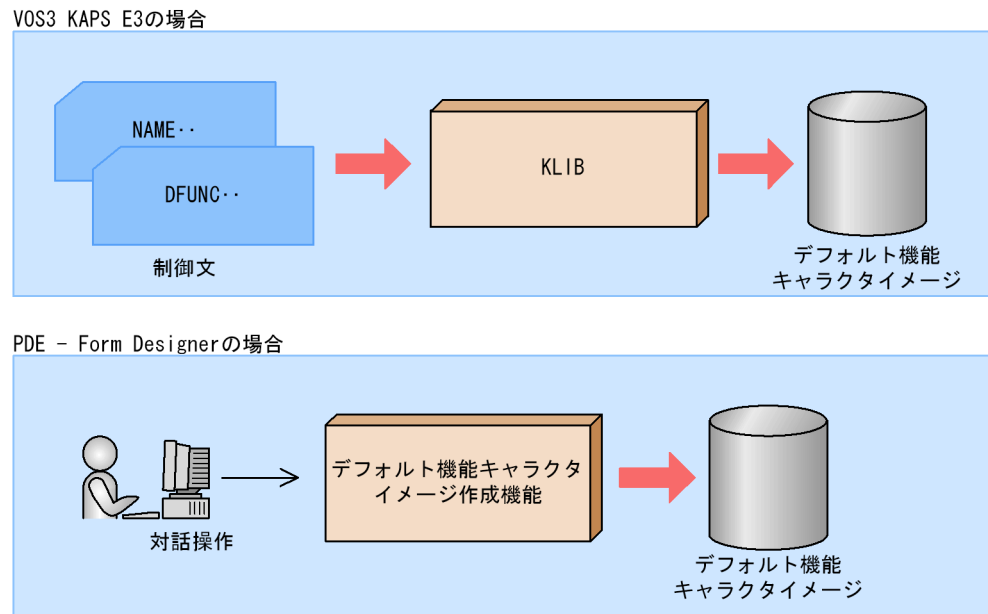 VOS3 KAPS E3の場合
NAME‥
DFUNC‥
制御文
KLIB
デフォルト機能
キャラクタイメージ
PDE － Form Designerの場合
対話操作
デフォルト機能キャラクタ
イメージ作成機能
デフォルト機能
キャラクタイメージ